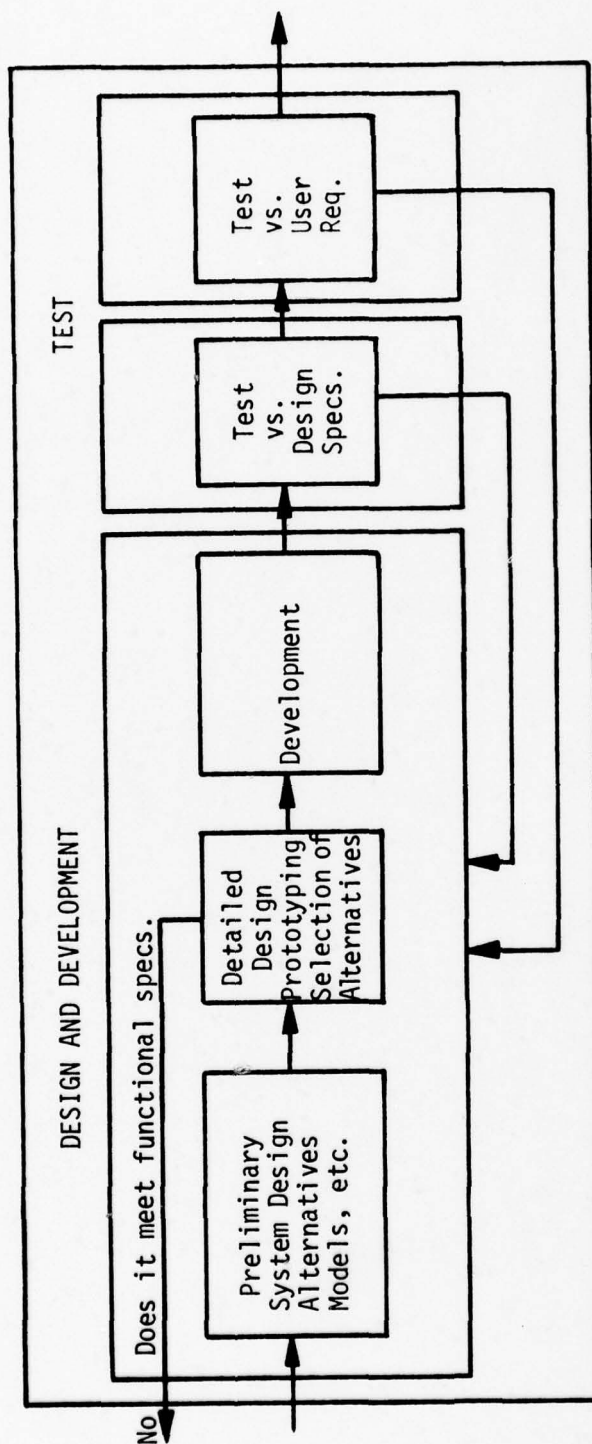 DESIGN AND DEVELOPMENT
TEST
No
Does it meet functional specs.
Preliminary
System Design
Alternatives
Models, etc.
Detailed
Design
Prototyping
Selection of
Alternatives
Development
Test
vs.
Design
Specs.
Test
vs.
User
Req.